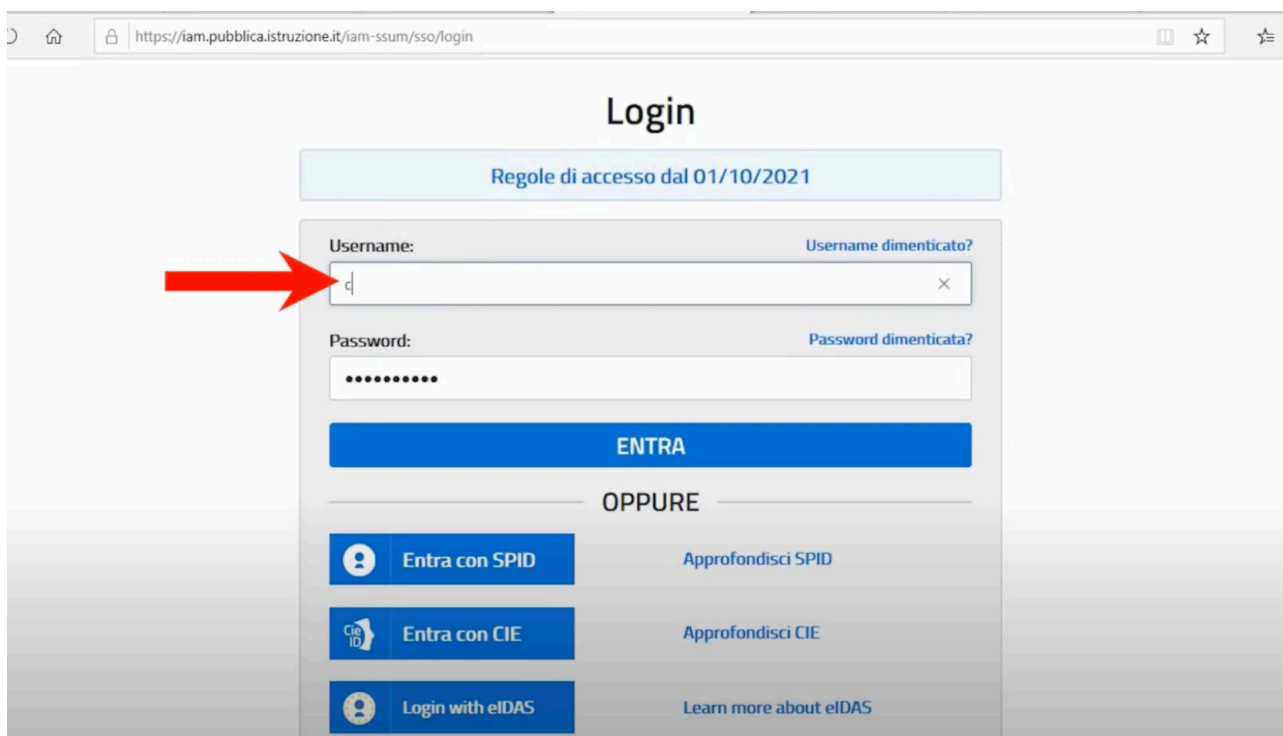 https://iam.pubblica.istruzione.it/iam-ssum/sso/login
Login
Regole di accesso dal 01/10/2021
Username: Username dimenticato?
c
Password: Password dimenticata?
••••••••••
ENTRA
OPPURE
Entra con SPID Approfondisci SPID
Cie ID Entra con CIE Approfondisci CIE
Login with eIDAS Learn more about eIDAS